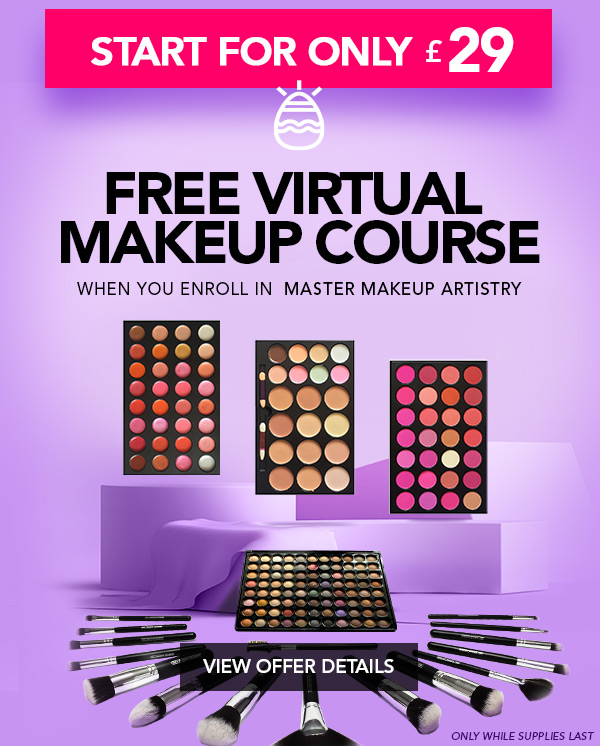 START FOR ONLY £29
FREE VIRTUAL
MAKEUP COURSE
WHEN YOU ENROLL IN MASTER MAKEUP ARTISTRY
VIEW OFFER DETAILS
ONLY WHILE SUPPLIES LAST